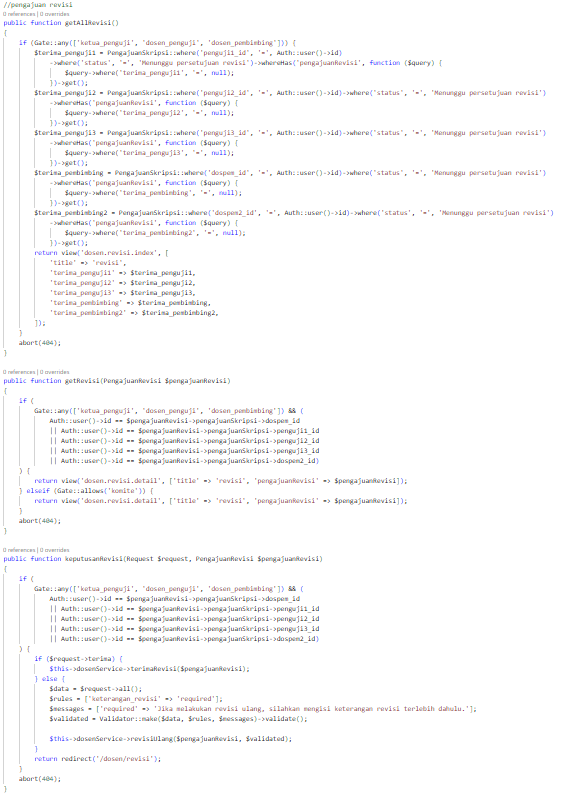 //pengajuan revisi
0 references | 0 overrides
public function getAllRevisi()
{
    if (Gate::any(['ketua_penguji', 'dosen_penguji', 'dosen_pembimbing'])) {
        $terima_penguji1 = PengajuanSkripsi::where('penguji1_id', '=', Auth::user()->id)
            ->where('status', '=', 'Menunggu persetujuan revisi')->whereHas('pengajuanRevisi', function ($query) {
                $query->where('terima_penguji1', '=', null);
            })->get();
        $terima_penguji2 = PengajuanSkripsi::where('penguji2_id', '=', Auth::user()->id)->where('status', '=', 'Menunggu persetujuan revisi')
            ->whereHas('pengajuanRevisi', function ($query) {
                $query->where('terima_penguji2', '=', null);
            })->get();
        $terima_penguji3 = PengajuanSkripsi::where('penguji3_id', '=', Auth::user()->id)->where('status', '=', 'Menunggu persetujuan revisi')
            ->whereHas('pengajuanRevisi', function ($query) {
                $query->where('terima_penguji3', '=', null);
            })->get();
        $terima_pembimbing = PengajuanSkripsi::where('dospem_id', '=', Auth::user()->id)->where('status', '=', 'Menunggu persetujuan revisi')
            ->whereHas('pengajuanRevisi', function ($query) {
                $query->where('terima_pembimbing', '=', null);
            })->get();
        $terima_pembimbing2 = PengajuanSkripsi::where('dospem2_id', '=', Auth::user()->id)->where('status', '=', 'Menunggu persetujuan revisi')
            ->whereHas('pengajuanRevisi', function ($query) {
                $query->where('terima_pembimbing2', '=', null);
            })->get();
        return view('dosen.revisi.index', [
            'title' => 'revisi',
            'terima_penguji1' => $terima_penguji1,
            'terima_penguji2' => $terima_penguji2,
            'terima_penguji3' => $terima_penguji3,
            'terima_pembimbing' => $terima_pembimbing,
            'terima_pembimbing2' => $terima_pembimbing2,
        ]);
    }
    abort(404);
}
0 references | 0 overrides
public function getRevisi(PengajuanRevisi $pengajuanRevisi)
{
    if (
        Gate::any(['ketua_penguji', 'dosen_penguji', 'dosen_pembimbing']) && (
            Auth::user()->id == $pengajuanRevisi->pengajuanSkripsi->dospem_id
            || Auth::user()->id == $pengajuanRevisi->pengajuanSkripsi->penguji1_id
            || Auth::user()->id == $pengajuanRevisi->pengajuanSkripsi->penguji2_id
            || Auth::user()->id == $pengajuanRevisi->pengajuanSkripsi->penguji3_id
            || Auth::user()->id == $pengajuanRevisi->pengajuanSkripsi->dospem2_id)
    ) {
        return view('dosen.revisi.detail', ['title' => 'revisi', 'pengajuanRevisi' => $pengajuanRevisi]);
    } elseif (Gate::allows('komite')) {
        return view('dosen.revisi.detail', ['title' => 'revisi', 'pengajuanRevisi' => $pengajuanRevisi]);
    }
    abort(404);
}
0 references | 0 overrides
public function keputusanRevisi(Request $request, PengajuanRevisi $pengajuanRevisi)
{
    if (
        Gate::any(['ketua_penguji', 'dosen_penguji', 'dosen_pembimbing']) && (
            Auth::user()->id == $pengajuanRevisi->pengajuanSkripsi->dospem_id
            || Auth::user()->id == $pengajuanRevisi->pengajuanSkripsi->penguji1_id
            || Auth::user()->id == $pengajuanRevisi->pengajuanSkripsi->penguji2_id
            || Auth::user()->id == $pengajuanRevisi->pengajuanSkripsi->penguji3_id
            || Auth::user()->id == $pengajuanRevisi->pengajuanSkripsi->dospem2_id)
    ) {
        if ($request->terima) {
            $this->dosenService->terimaRevisi($pengajuanRevisi);
        } else {
            $data = $request->all();
            $rules = ['keterangan_revisi' => 'required'];
            $messages = ['required' => 'Jika melakukan revisi ulang, silahkan mengisi keterangan revisi terlebih dahulu.'];
            $validated = Validator::make($data, $rules, $messages)->validate();

            $this->dosenService->revisiUlang($pengajuanRevisi, $validated);
        }
        return redirect('/dosen/revisi');
    }
    abort(404);
}